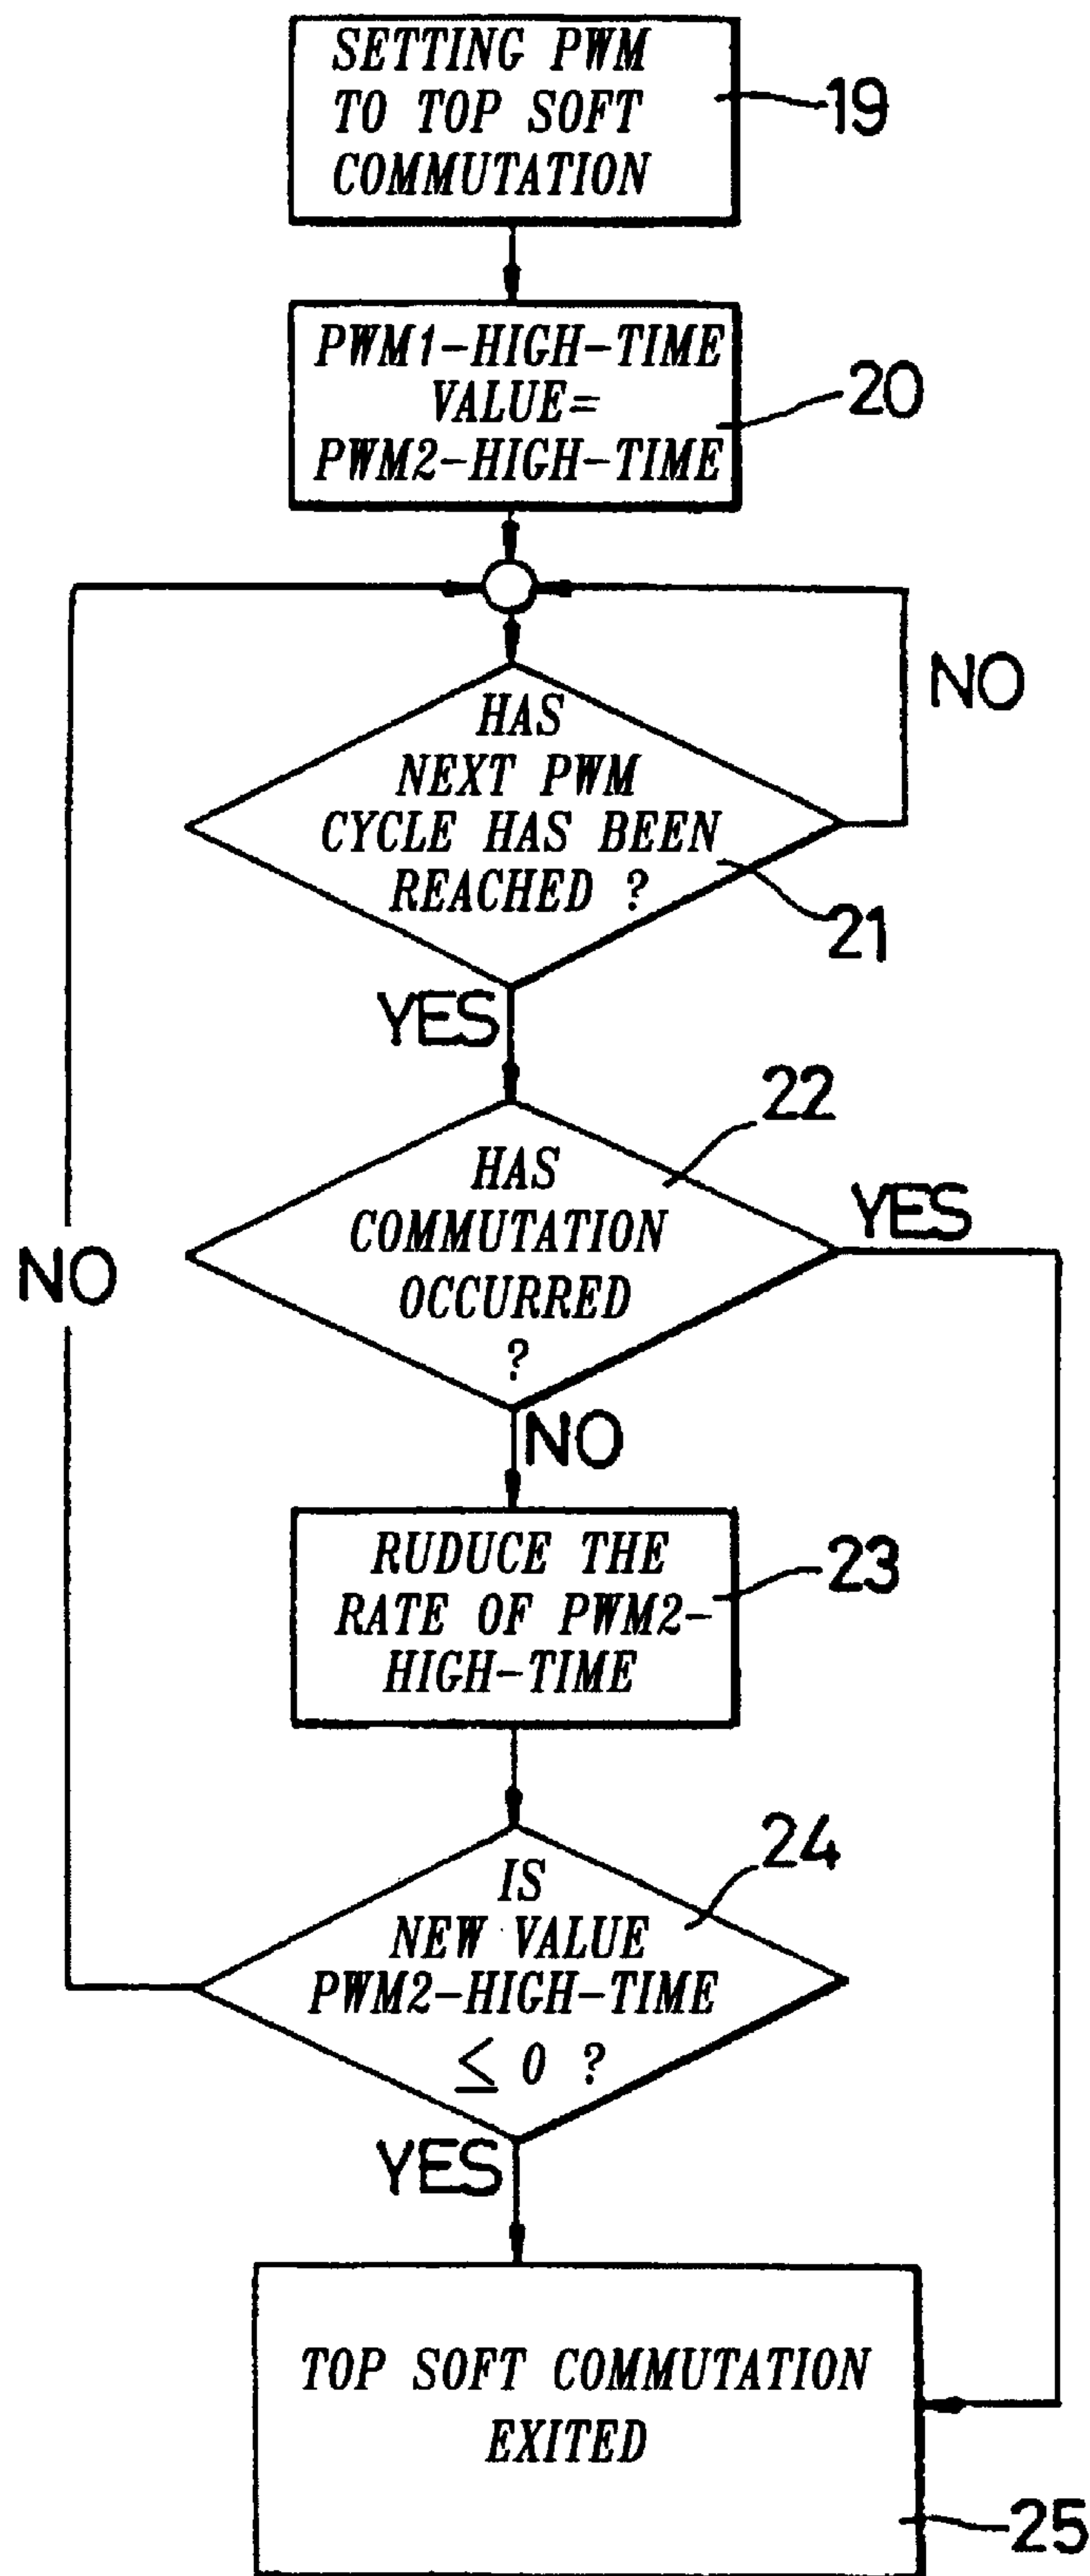 SETTING PWM
TO TOP SOFT
COMMUTATION
19
PWM1-HIGH-TIME
VALUE=
PWM2-HIGH-TIME
20
NO
HAS
NEXT PWM
CYCLE HAS BEEN
REACHED ?
21
YES
22
HAS
COMMUTATION
OCCURRED
?
YES
NO
NO
RUDUCE THE
RATE OF PWM2-
HIGH-TIME
23
24
IS
NEW VALUE
PWM2-HIGH-TIME
≤ 0 ?
YES
TOP SOFT COMMUTATION
EXITED
25